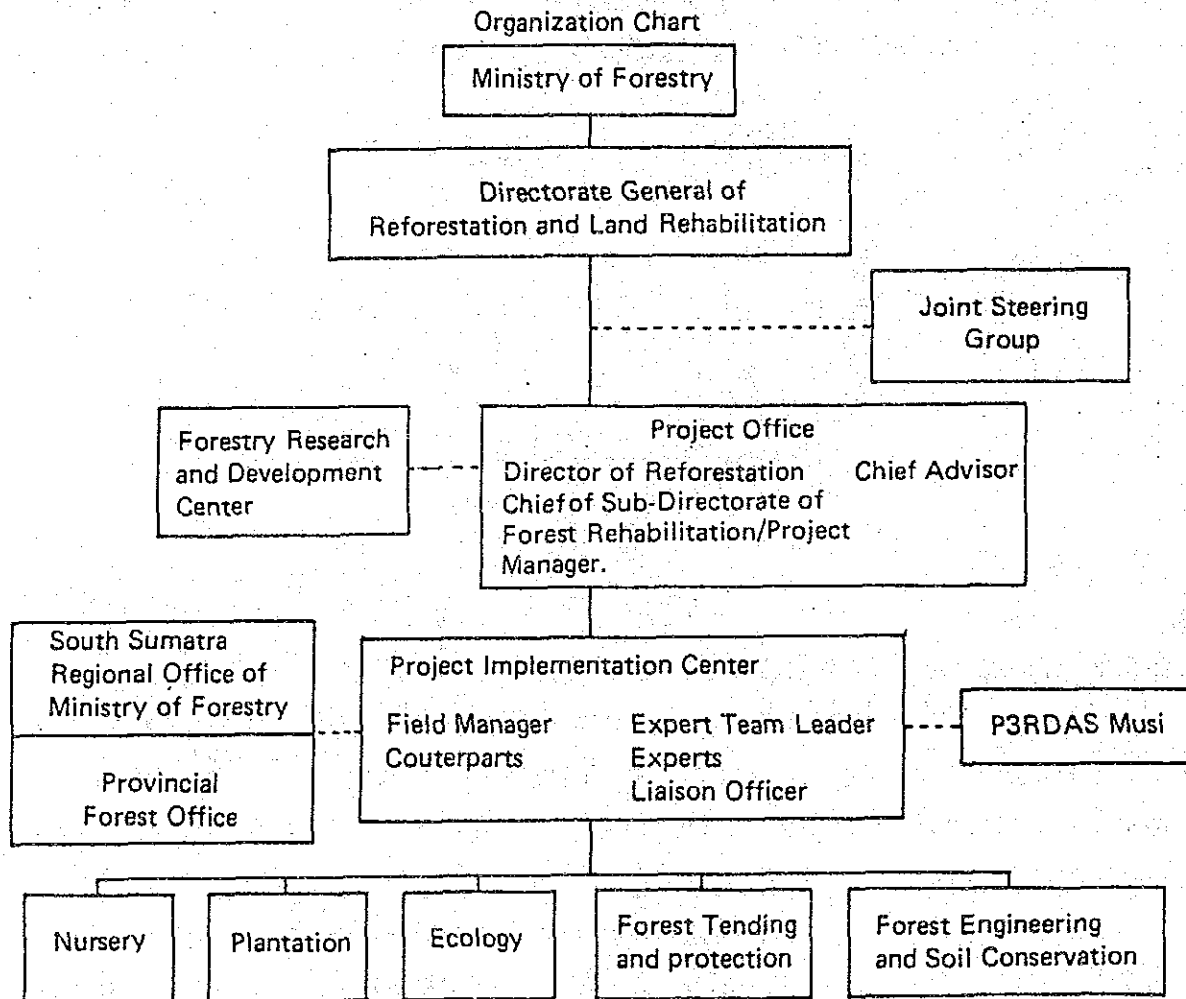 Organization Chart
Ministry of Forestry
Directorate General of
Reforestation and Land Rehabilitation
Joint Steering
Group
Forestry Research
and Development
Center
Project Office
Director of Reforestation Chief Advisor
Chief of Sub-Directorate of
Forest Rehabilitation/Project
Manager.
South Sumatra
Regional Office of
Ministry of Forestry
Provincial
Forest Office
Project Implementation Center
Field Manager Expert Team Leader
Couterparts Experts
Liaison Officer
P3RDAS Musi
Nursery
Plantation
Ecology
Forest Tending
and protection
Forest Engineering
and Soil Conservation